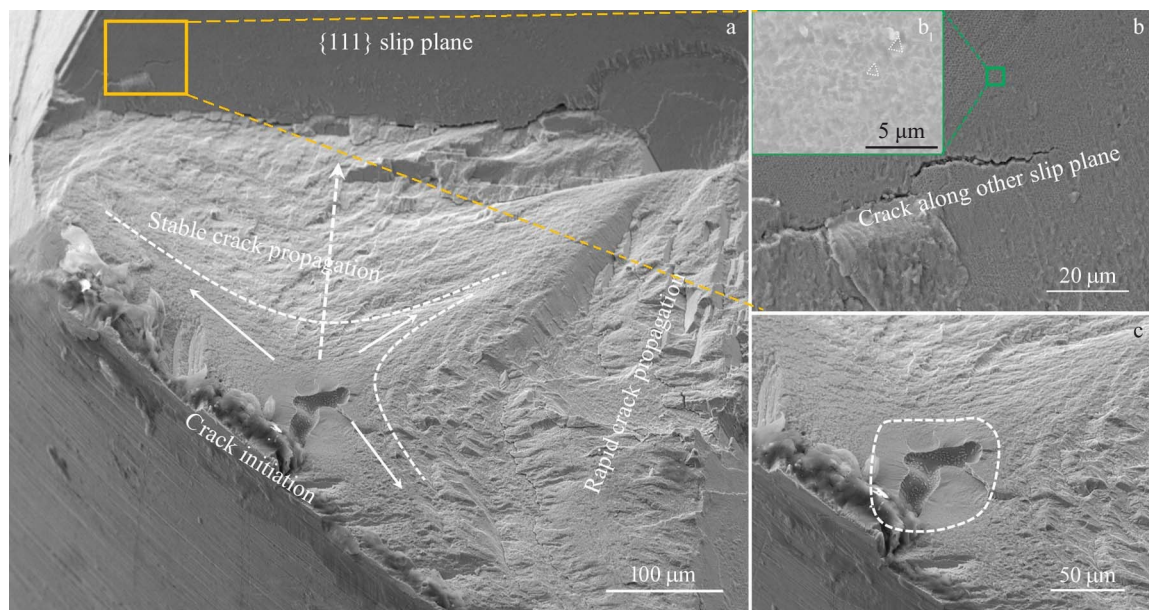 {111} slip plane
a
Stable crack propagation
Crack initiation
Rapid crack propagation
100 μm
b₁
5 μm
b
Crack along other slip plane
20 μm
c
50 μm